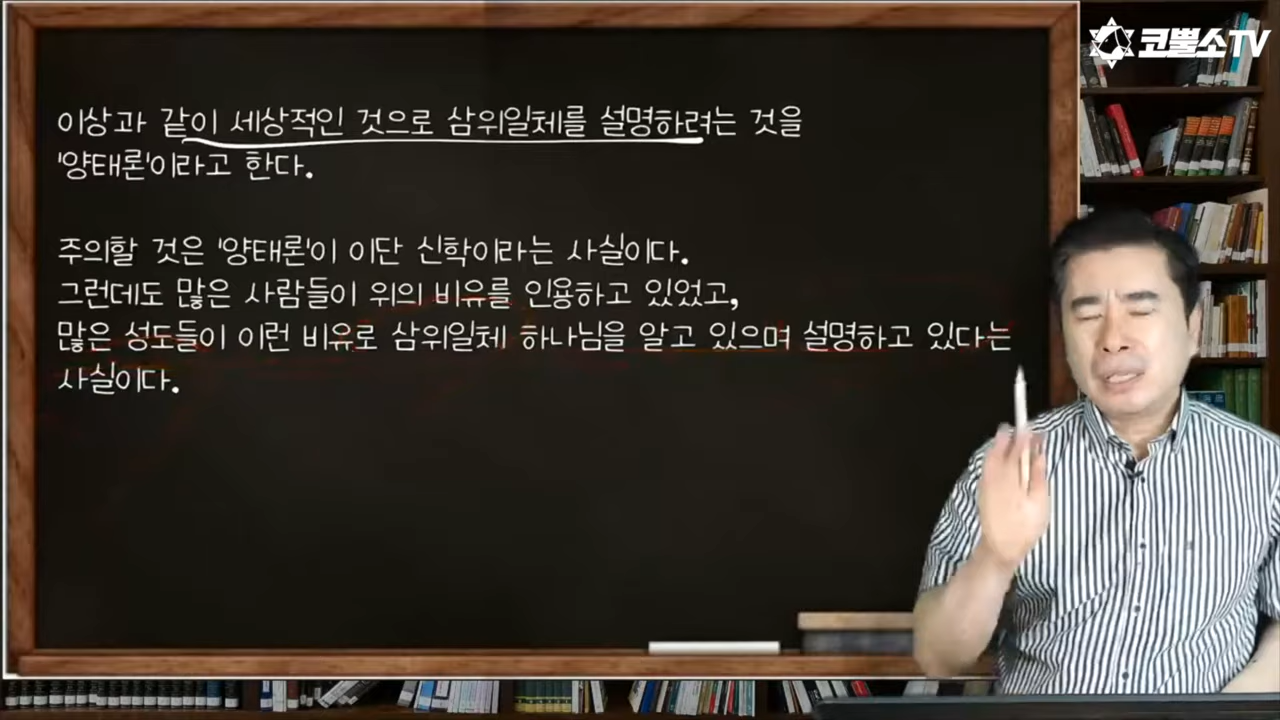 코뿔소TV
이상과 같이 세상적인 것으로 삼위일체를 설명하려는 것을
'양태론'이라고 한다.
주의할 것은 '양태론'이 이단 신학이라는 사실이다.
그런데도 많은 사람들이 위의 비유를 인용하고 있었고,
많은 성도들이 이런 비유로 삼위일체 하나님을 알고 있으며 설명하고 있다는
사실이다.